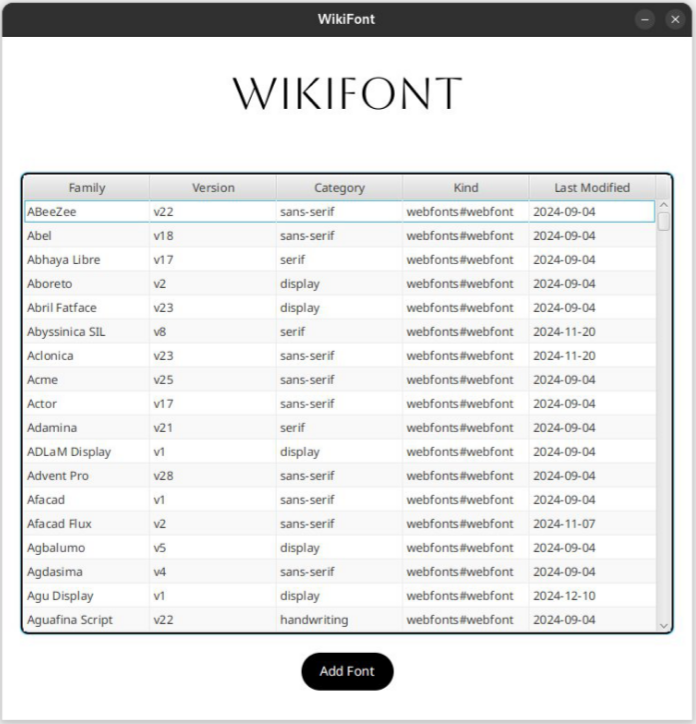 WikiFont
WIKIFONT
Family Version Category Kind Last Modified
ABeeZee v22 sans-serif webfonts#webfont 2024-09-04
Abel v18 sans-serif webfonts#webfont 2024-09-04
Abhaya Libre v17 serif webfonts#webfont 2024-09-04
Aboreto v2 display webfonts#webfont 2024-09-04
Abril Fatface v23 display webfonts#webfont 2024-09-04
Abyssinica SIL v8 serif webfonts#webfont 2024-11-20
Aclonica v23 sans-serif webfonts#webfont 2024-11-20
Acme v25 sans-serif webfonts#webfont 2024-09-04
Actor v17 sans-serif webfonts#webfont 2024-09-04
Adamina v21 serif webfonts#webfont 2024-09-04
ADLaM Display v1 display webfonts#webfont 2024-09-04
Advent Pro v28 sans-serif webfonts#webfont 2024-09-04
Afacad v1 sans-serif webfonts#webfont 2024-09-04
Afacad Flux v2 sans-serif webfonts#webfont 2024-11-07
Agbalumo v5 display webfonts#webfont 2024-09-04
Agdasima v4 sans-serif webfonts#webfont 2024-09-04
Agu Display v1 display webfonts#webfont 2024-12-10
Aguafina Script v22 handwriting webfonts#webfont 2024-09-04
Add Font